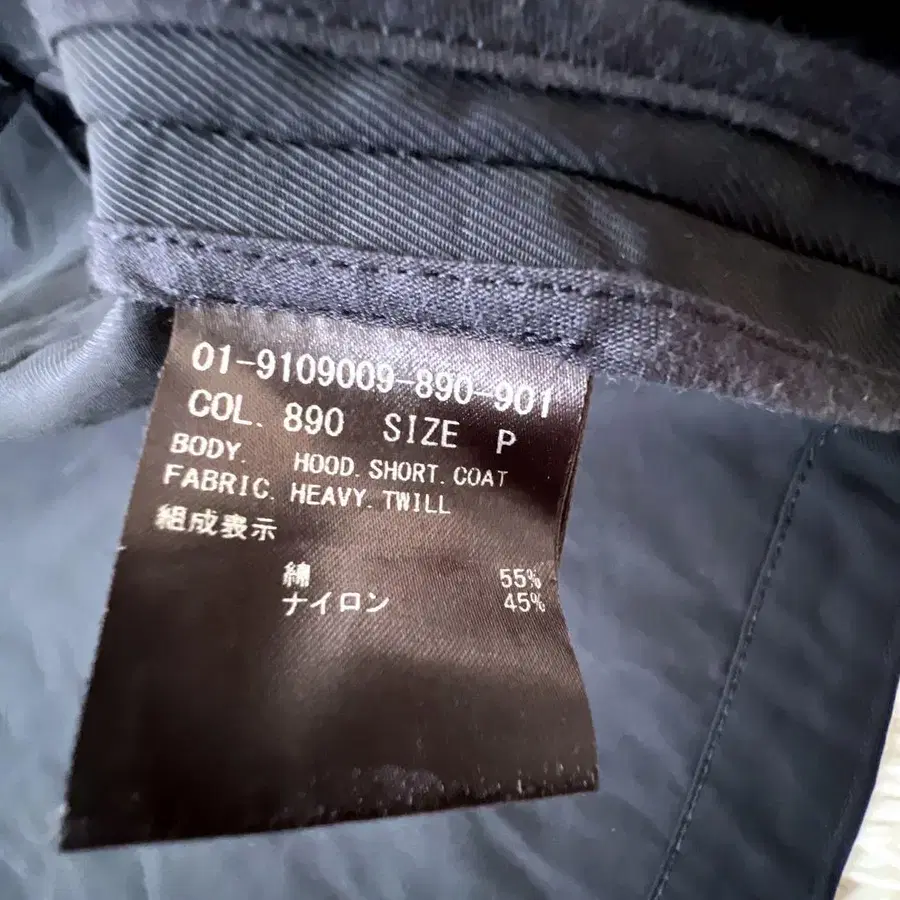 01-9109009-890-901
COL. 890 SIZE P
BODY. HOOD.SHORT.COAT
FABRIC. HEAVY.TWILL
組成表示
綿 55%
ナイロン 45%